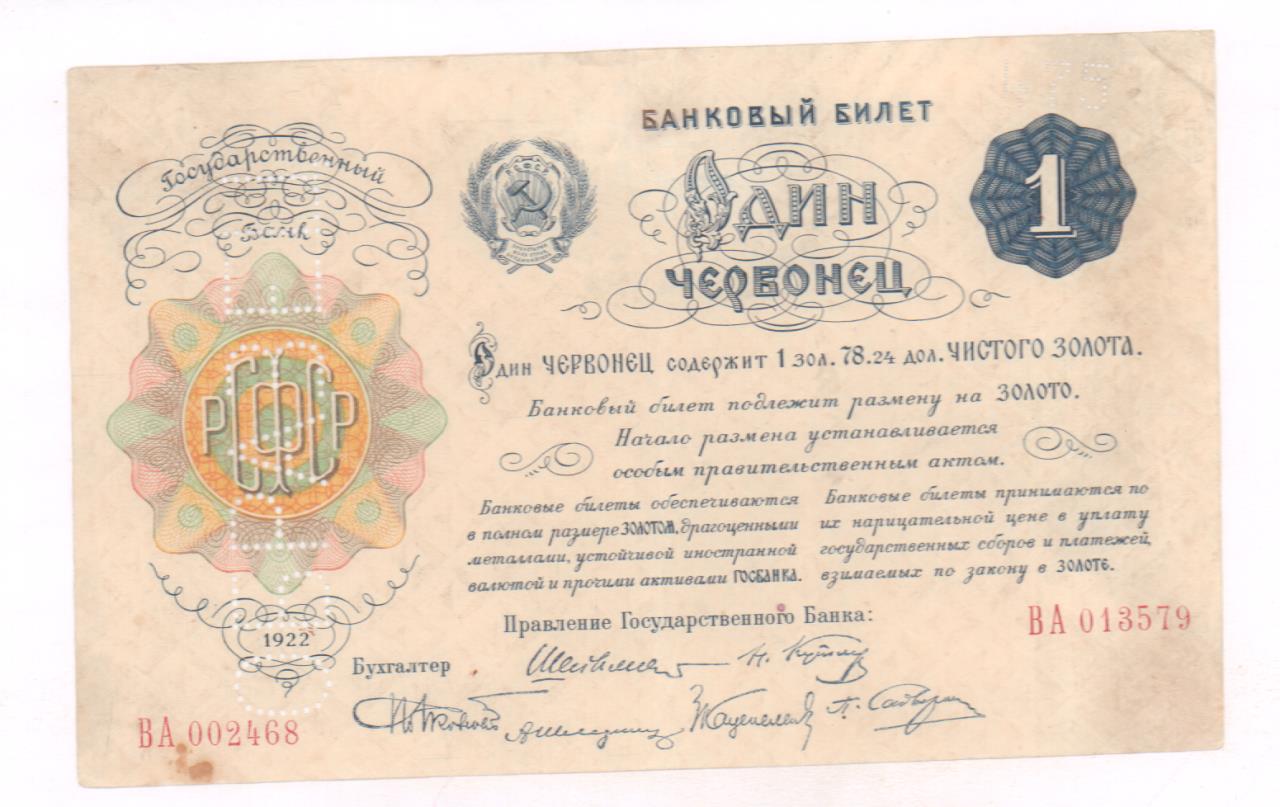 БАНКОВЫЙ БИЛЕТ
Государственный
Банк
РСФСР
ОДИН
ЧЕРВОНЕЦ
1
Один ЧЕРВОНЕЦ содержит 1 зол. 78.24 дол. ЧИСТОГО ЗОЛОТА.
Банковый билет подлежит размену на ЗОЛОТО.
Начало размена устанавливается
особым правительственным актом.
Банковые билеты обеспечиваются
в полном размере ЗОЛОТОМ, драгоценными
металлами, устойчивой иностранной
валютой и прочими активами ГОСБАНКА.
Банковые билеты принимаются по
их нарицательной цене в уплату
государственных сборов и платежей,
взимаемых по закону в ЗОЛОТЕ.
РСФСР
1922
Правление Государственного Банка:
ВА 013579
Бухгалтер
ВА 002468